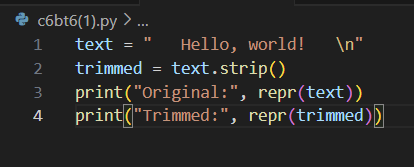 c6bt6(1).py > ...
1 text = "   Hello, world!   \n"
2 trimmed = text.strip()
3 print("Original:", repr(text))
4 print("Trimmed:", repr(trimmed))